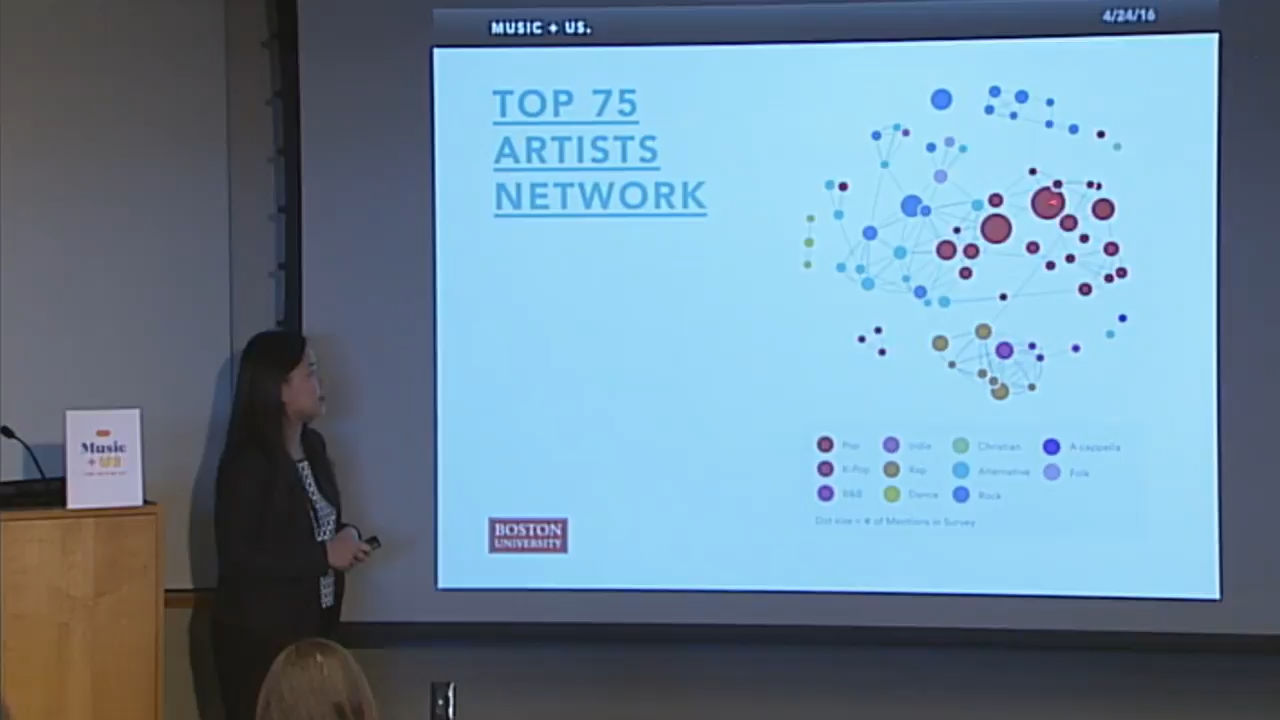 MUSIC + US.
4/24/16
TOP 75
ARTISTS
NETWORK
Pop
Indie
Christian
A cappella
K-Pop
Rap
Alternative
Folk
R&B
Dance
Rock
Dot size = # of Mentions in Survey
BOSTON
UNIVERSITY
Music
+ US